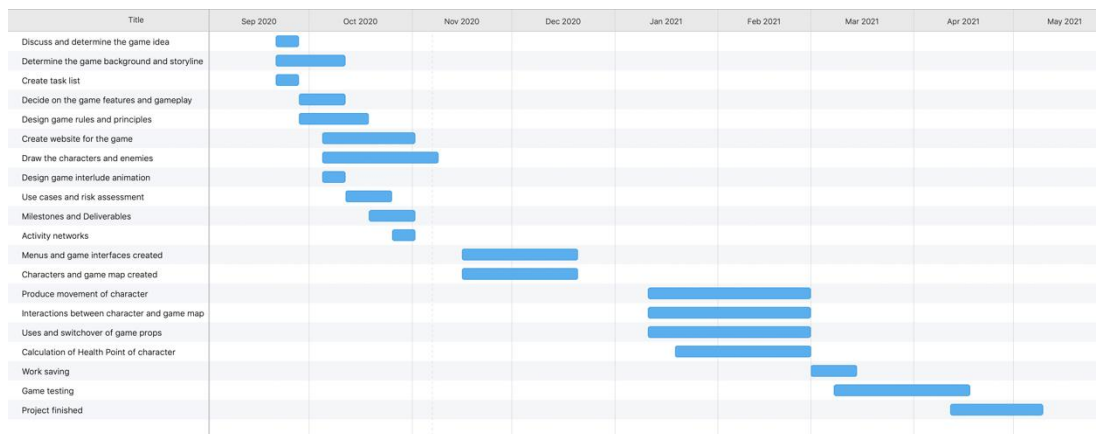 Title Sep 2020 Oct 2020 Nov 2020 Dec 2020 Jan 2021 Feb 2021 Mar 2021 Apr 2021 May 2021
Discuss and determine the game idea
Determine the game background and storyline
Create task list
Decide on the game features and gameplay
Design game rules and principles
Create website for the game
Draw the characters and enemies
Design game interlude animation
Use cases and risk assessment
Milestones and Deliverables
Activity networks
Menus and game interfaces created
Characters and game map created
Produce movement of character
Interactions between character and game map
Uses and switchover of game props
Calculation of Health Point of character
Work saving
Game testing
Project finished